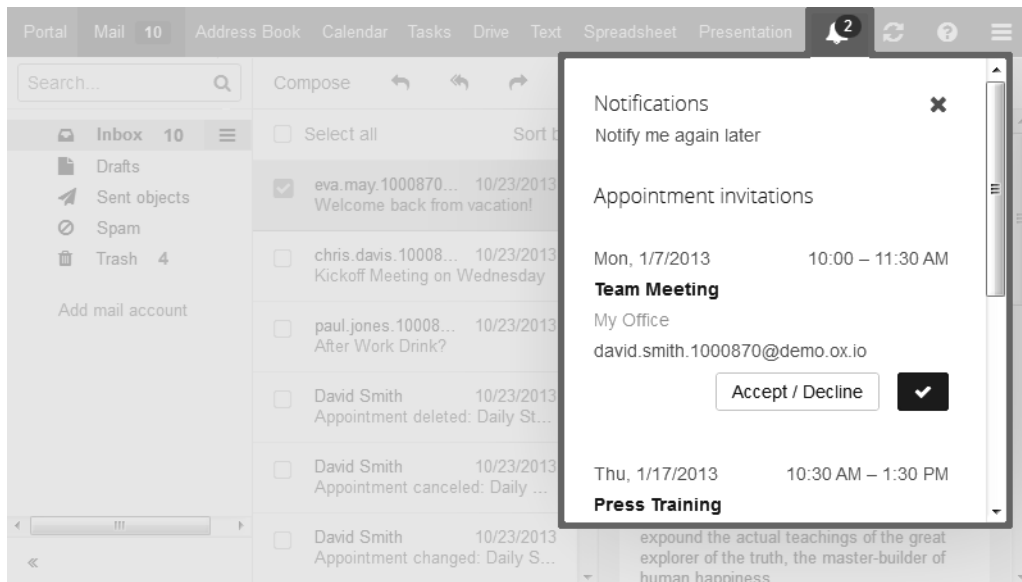 Portal Mail 10 Address Book Calendar Tasks Drive Text Spreadsheet Presentation 2
Search...
Inbox 10
Drafts
Sent objects
Spam
Trash 4
Add mail account
Compose
Select all Sort b
eva.may.1000870... 10/23/2013
Welcome back from vacation!
chris.davis.10008... 10/23/2013
Kickoff Meeting on Wednesday
paul.jones.10008... 10/23/2013
After Work Drink?
David Smith 10/23/2013
Appointment deleted: Daily St...
David Smith 10/23/2013
Appointment canceled: Daily ...
David Smith 10/23/2013
Appointment changed: Daily S...
Notifications
Notify me again later
Appointment invitations
Mon, 1/7/2013 10:00 – 11:30 AM
Team Meeting
My Office
david.smith.1000870@demo.ox.io
Accept / Decline
Thu, 1/17/2013 10:30 AM – 1:30 PM
Press Training
expound the actual teachings of the great
explorer of the truth, the master-builder of
human happiness